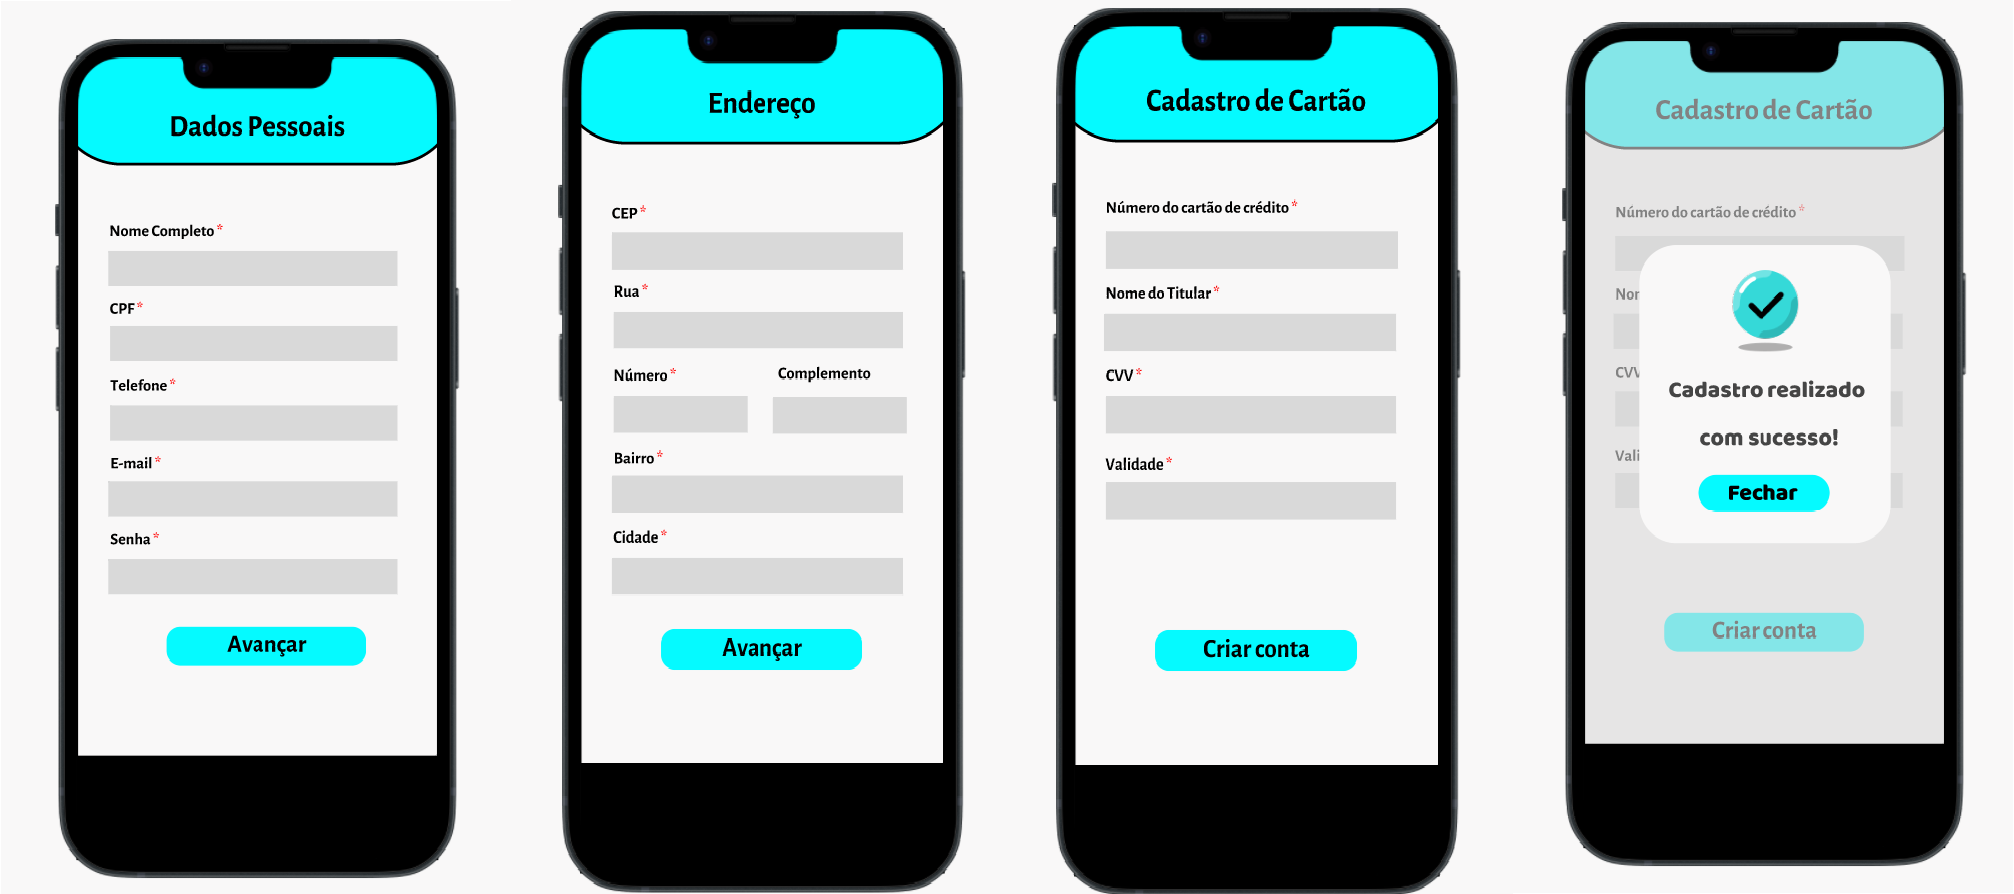 Dados Pessoais
Nome Completo *
CPF *
Telefone *
E-mail *
Senha *
Avançar
Endereço
CEP *
Rua *
Número * Complemento
Bairro *
Cidade *
Avançar
Cadastro de Cartão
Número do cartão de crédito *
Nome do Titular *
CVV *
Validade *
Criar conta
Cadastro de Cartão
Número do cartão de crédito *
Nor
CVV
Vali
Cadastro realizado
com sucesso!
Fechar
Criar conta